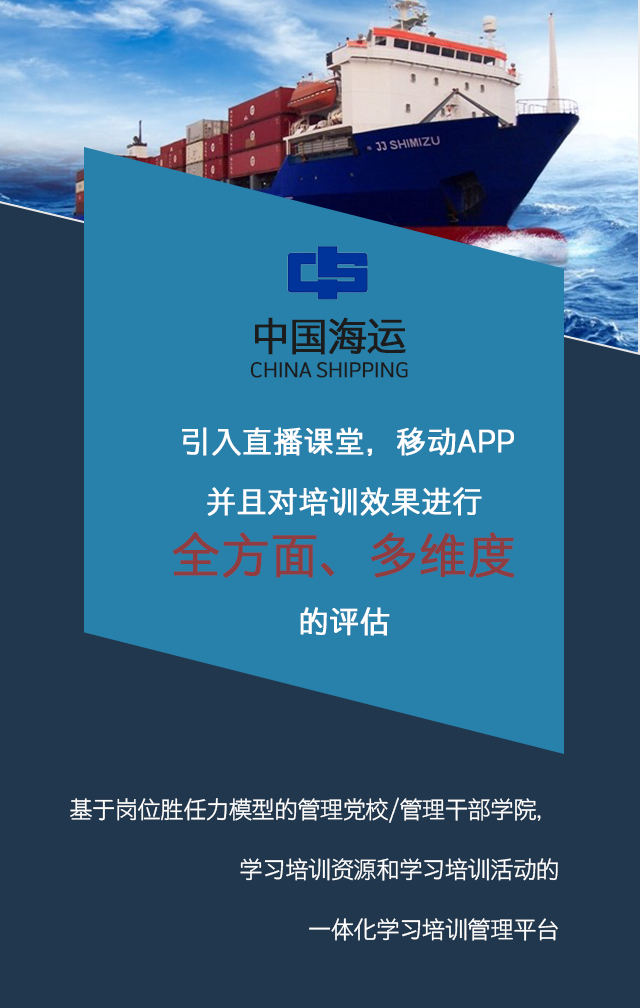 JJ SHIMIZU
中国海运
CHINA SHIPPING
引入直播课堂，移动APP
并且对培训效果进行
全方面、多维度
的评估
基于岗位胜任力模型的管理党校/管理干部学院，
学习培训资源和学习培训活动的
一体化学习培训管理平台